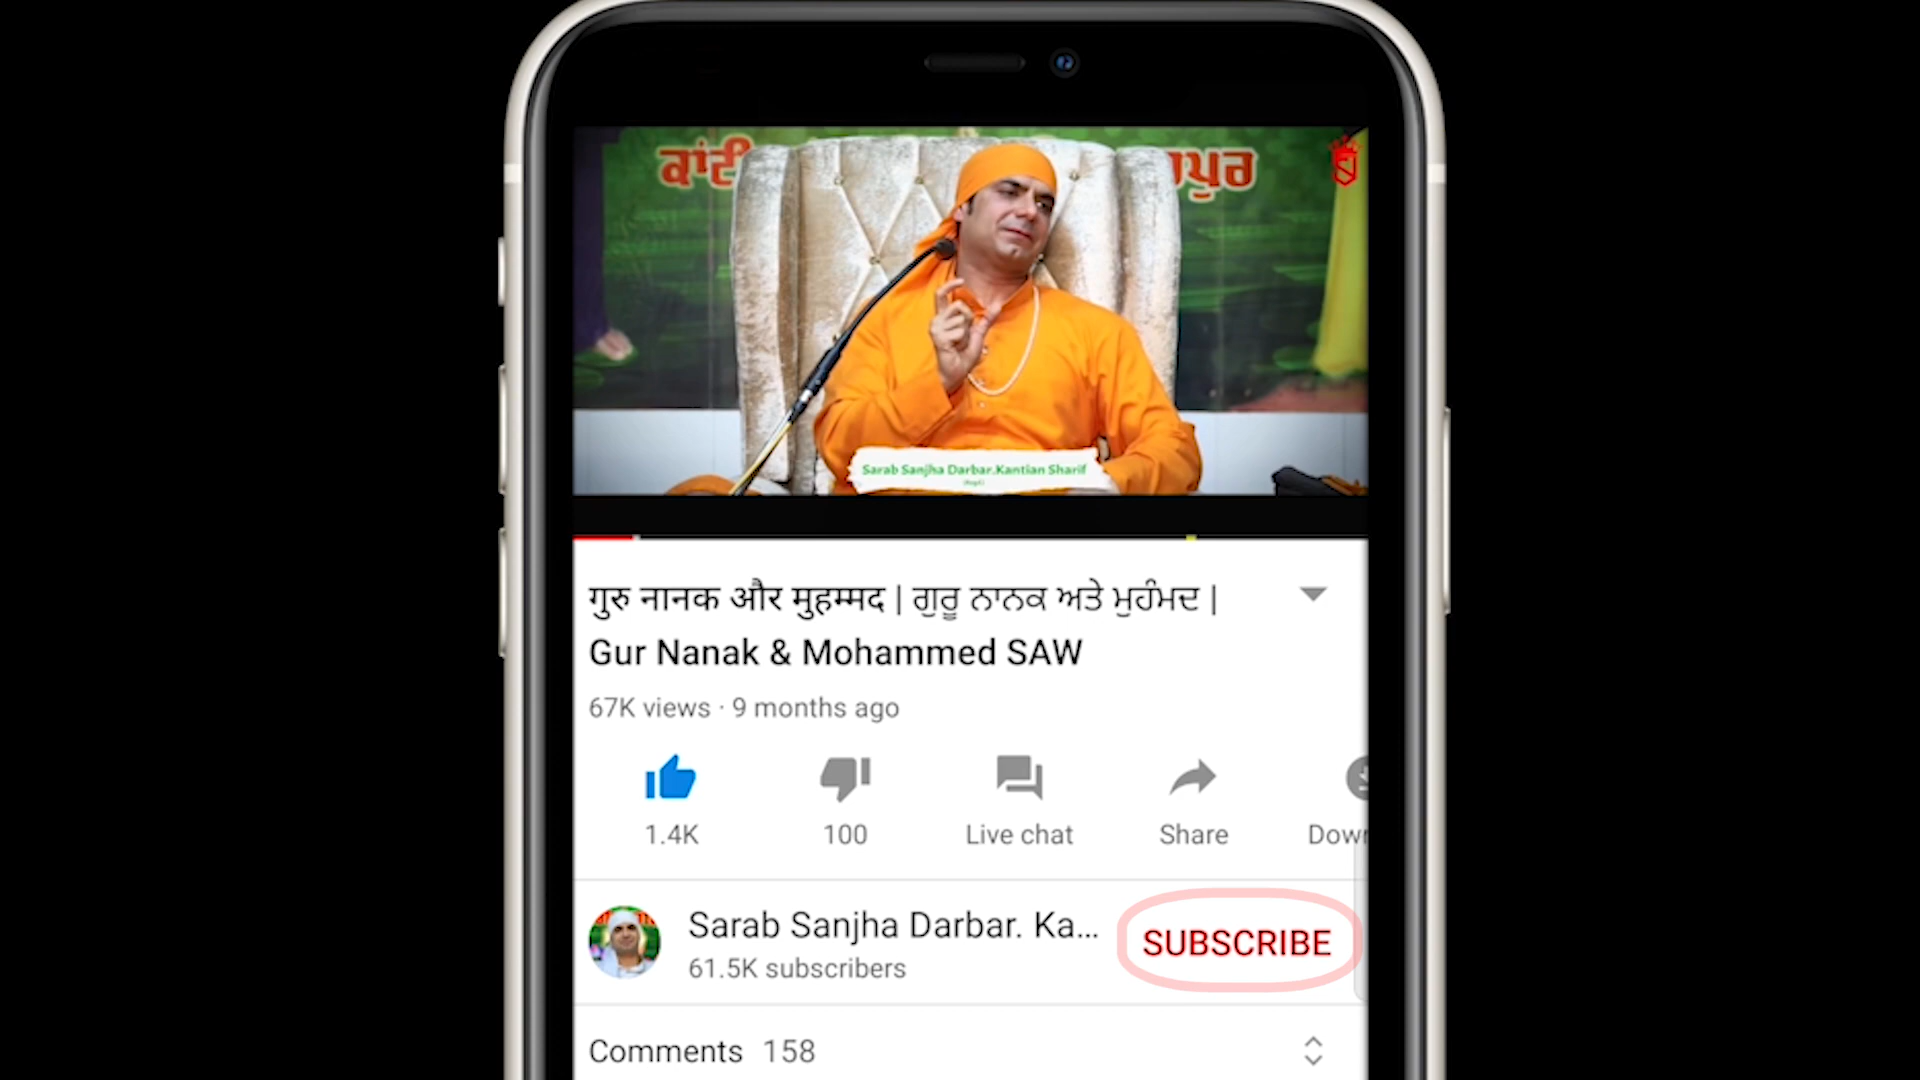 Sarab Sanjha Darbar.Kantian Sharif
गुरु नानक और मुहम्मद | ਗੁਰੂ ਨਾਨਕ ਅਤੇ ਮੁਹੰਮਦ |
Gur Nanak & Mohammed SAW
67K views · 9 months ago
1.4K 100 Live chat Share
Sarab Sanjha Darbar. Ka...
SUBSCRIBE
61.5K subscribers
Comments 158